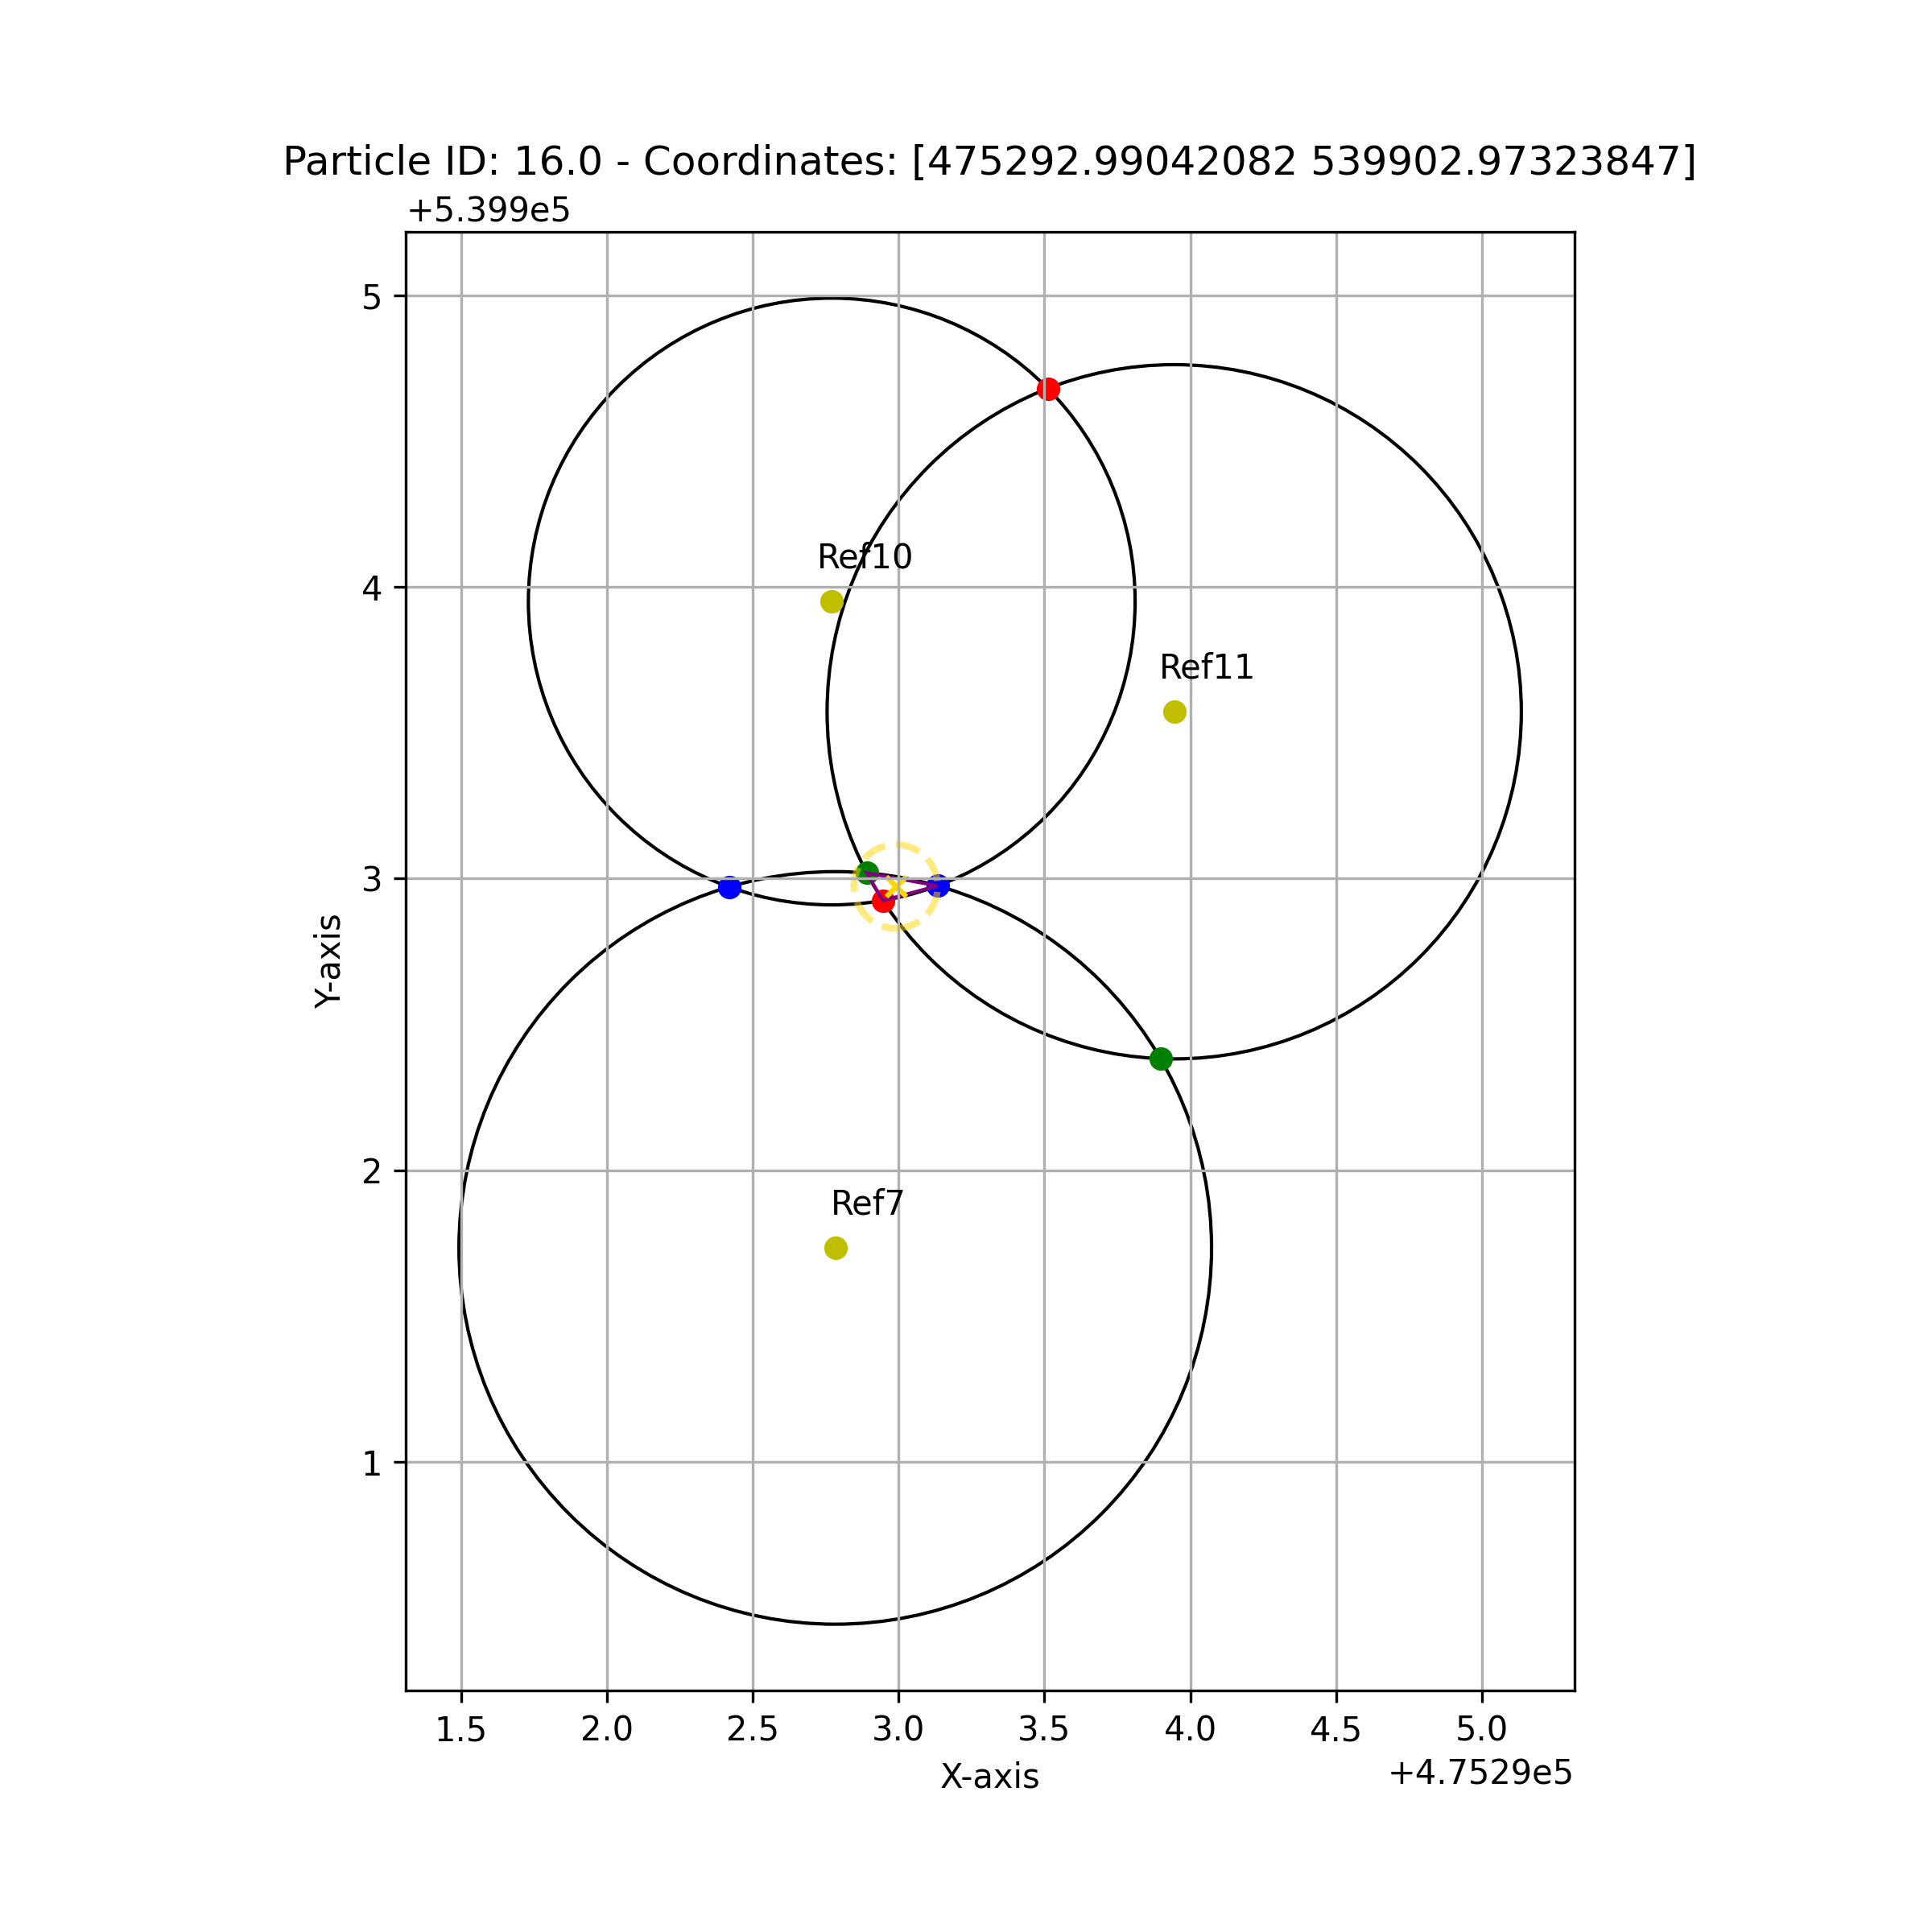 Particle ID: 16.0 - Coordinates: [475292.99042082 539902.97323847]
+5.399e5
5
Ref10
4
Ref11
3
Y-axis
2
Ref7
1
1.5 2.0 2.5 3.0 3.5 4.0 4.5 5.0
X-axis
+4.7529e5